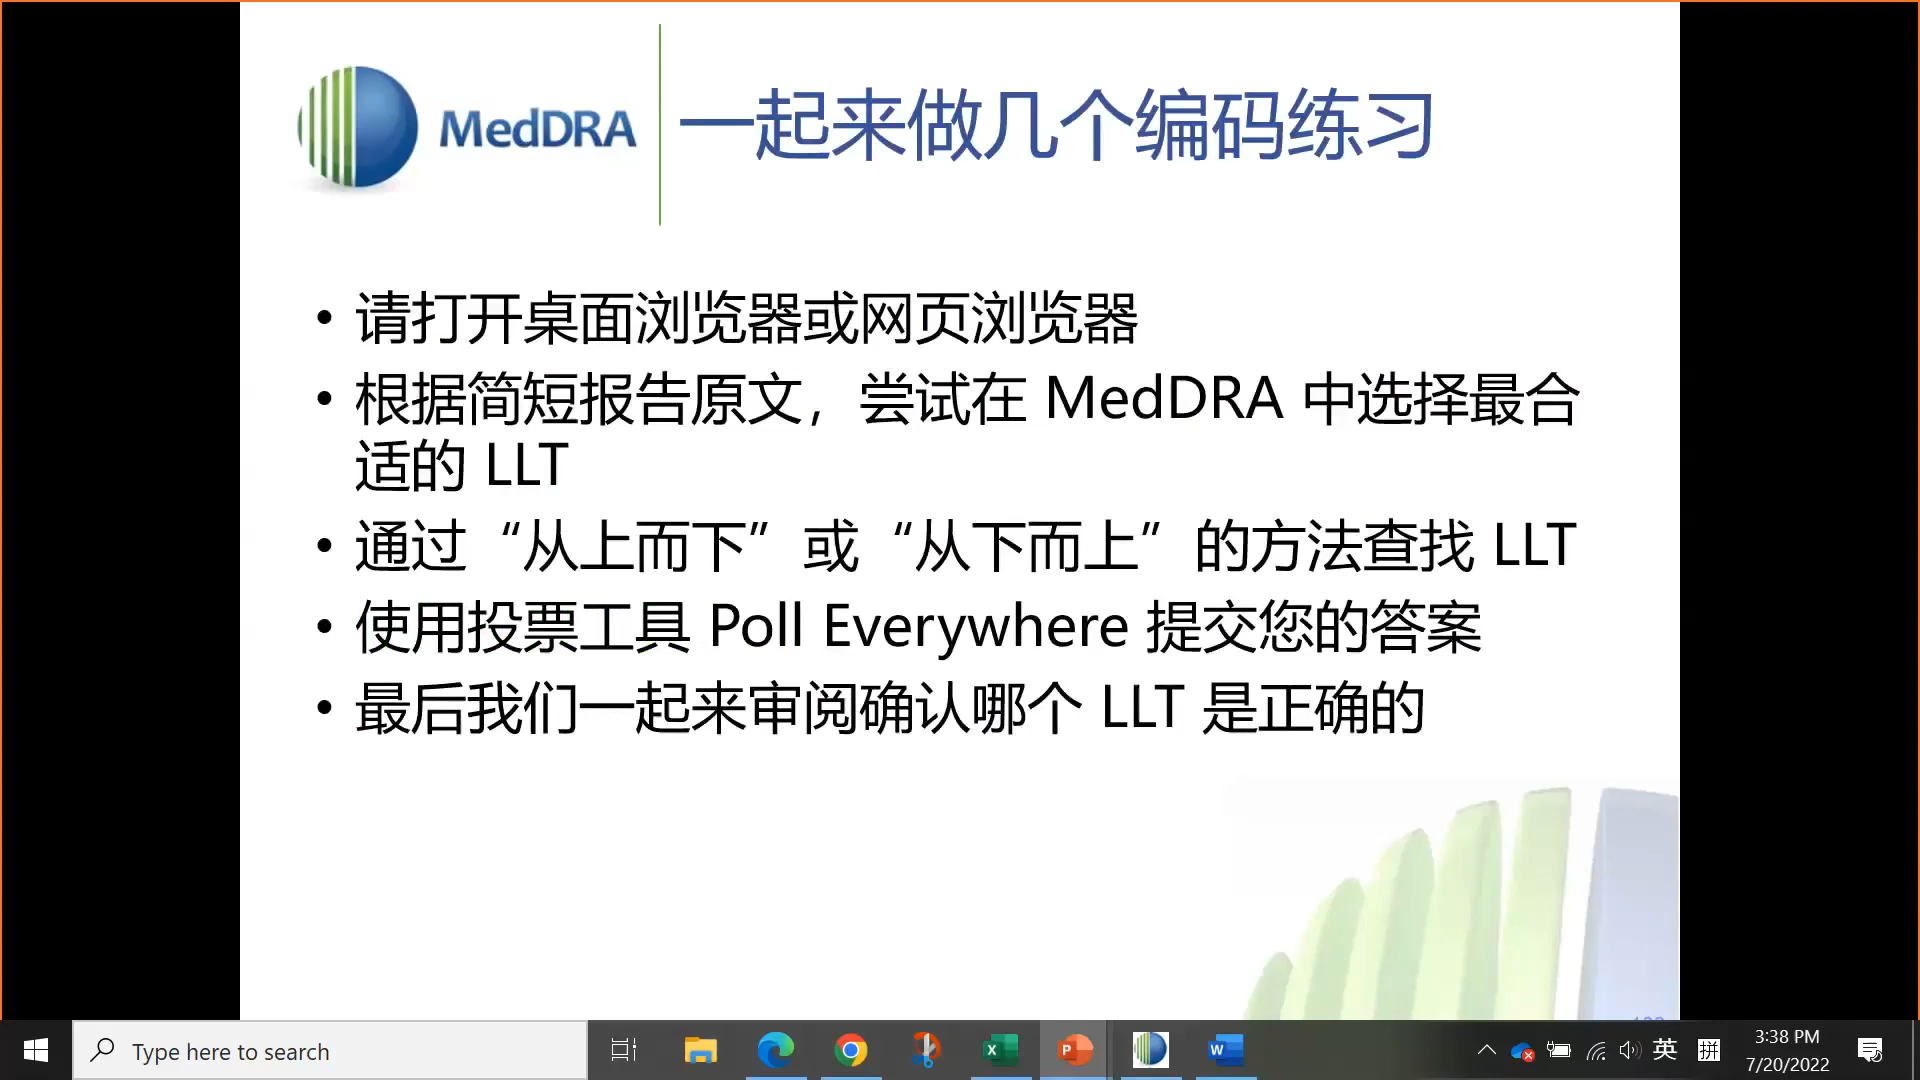 MedDRA
一起来做几个编码练习
• 请打开桌面浏览器或网页浏览器
• 根据简短报告原文，尝试在 MedDRA 中选择最合
适的 LLT
• 通过“从上而下”或“从下而上”的方法查找 LLT
• 使用投票工具 Poll Everywhere 提交您的答案
• 最后我们一起来审阅确认哪个 LLT 是正确的
Type here to search
英
拼
3:38 PM
7/20/2022